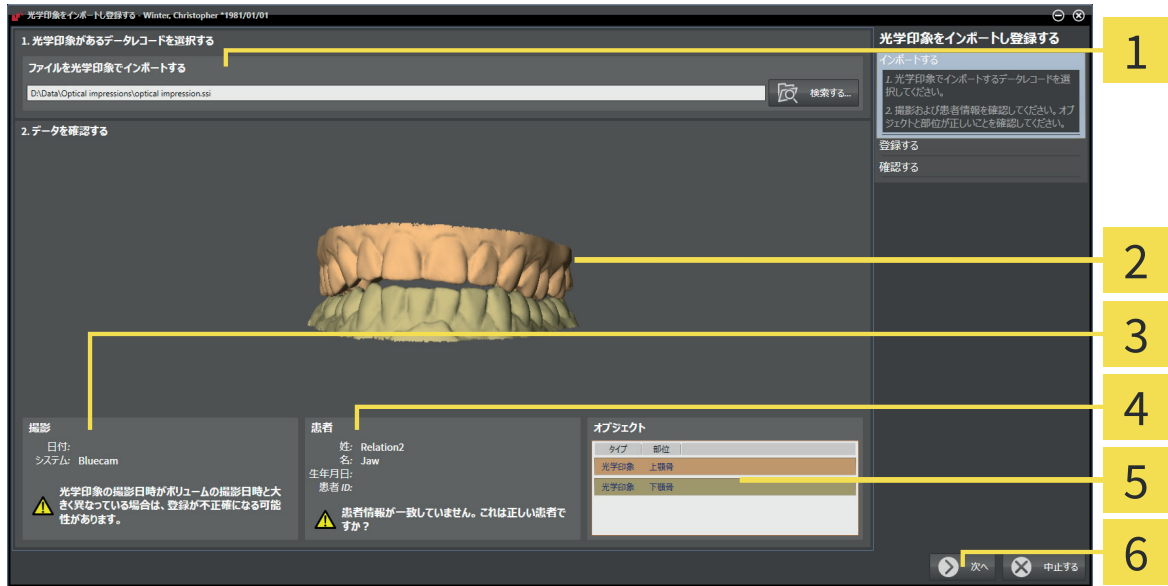 光学印象をインポートし登録する - Winter, Christopher *1981/01/01
1. 光学印象があるデータレコードを選択する
ファイルを光学印象でインポートする
D:\Data\Optical impressions\optical impression.ssi
検索する...
2. データを確認する
撮影
日付:
システム: Bluecam
光学印象の撮影日時がボリュームの撮影日時と大
きく異なっている場合は、登録が不正確になる可能
性があります。
患者
姓: Relation2
名: Jaw
生年月日:
患者 ID:
患者情報が一致していません。これは正しい患者で
すか？
オブジェクト
タイプ 部位
光学印象 上顎骨
光学印象 下顎骨
光学印象をインポートし登録する
インポートする
1. 光学印象でインポートするデータレコードを選
択してください。
2. 撮影および患者情報を確認してください。オブ
ジェクトと部位が正しいことを確認してください。
登録する
確認する
次へ
中止する
1
2
3
4
5
6